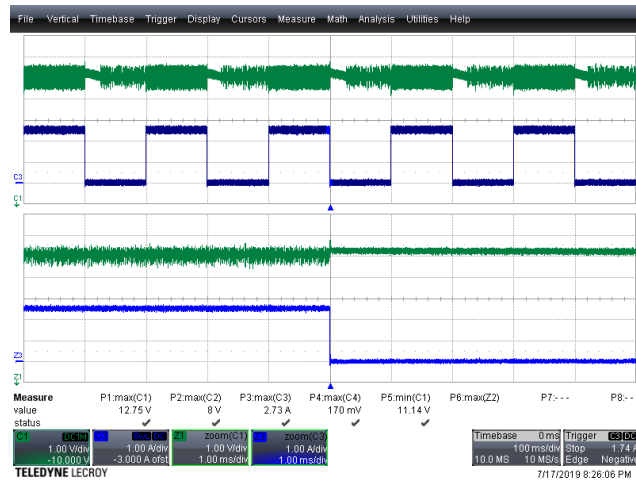 File Vertical Timebase Trigger Display Cursors Measure Math Analysis Utilities Help
C3
C1
Z3
Z1
Measure P1:max(C1) P2:max(C2) P3:max(C3) P4:max(C4) P5:min(C1) P6:max(Z2) P7:- - - P8:- -
value 12.75 V 8 V 2.73 A 170 mV 11.14 V
status
C1 DC1M Z1 zoom(C1) zoom(C3) Timebase 0 ms Trigger C3 DC
1.00 V/div 1.00 A/div 1.00 V/div 1.00 A/div 100 ms/div Stop 1.74 A
-10.000 V -3.000 A ofst 1.00 ms/div 1.00 ms/div 10.0 MS 10 MS/s Edge Negative
TELEDYNE LECROY 7/17/2019 8:26:06 PM